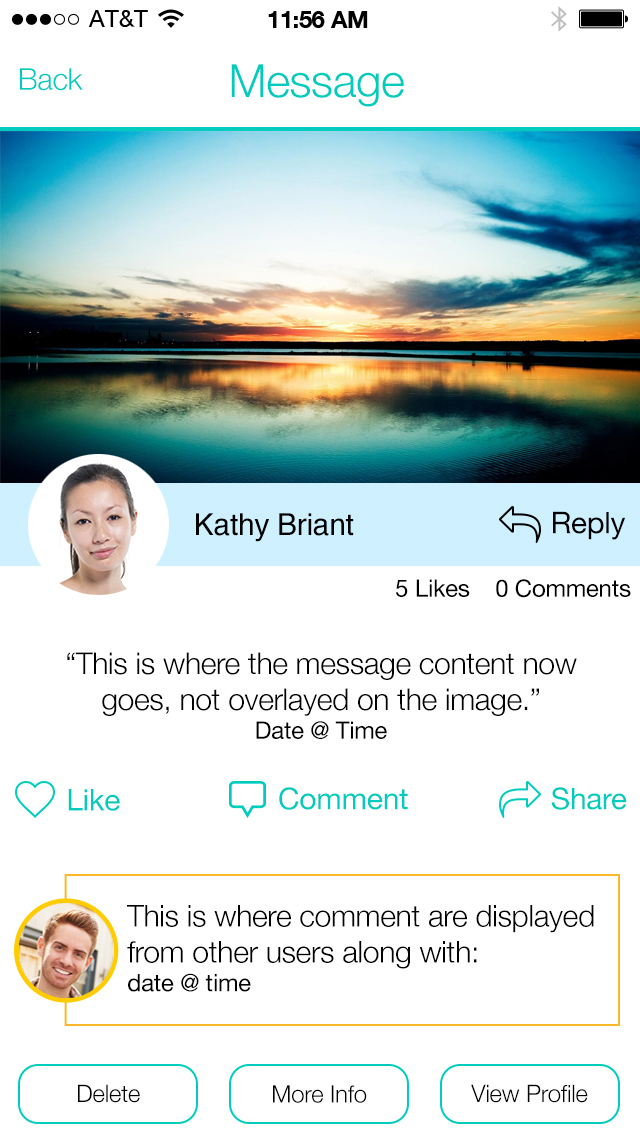 AT&T 11:56 AM
Back Message
Kathy Briant Reply
5 Likes 0 Comments
“This is where the message content now
goes, not overlayed on the image.”
Date @ Time
Like Comment Share
This is where comment are displayed
from other users along with:
date @ time
Delete More Info View Profile